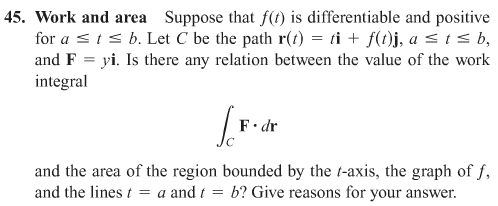 45. Work and area Suppose that f(t) is differentiable and positive
for a ≤ t ≤ b. Let C be the path r(t) = ti + f(t)j, a ≤ t ≤ b,
and F = yi. Is there any relation between the value of the work
integral
∫_C F · dr
and the area of the region bounded by the t-axis, the graph of f,
and the lines t = a and t = b? Give reasons for your answer.